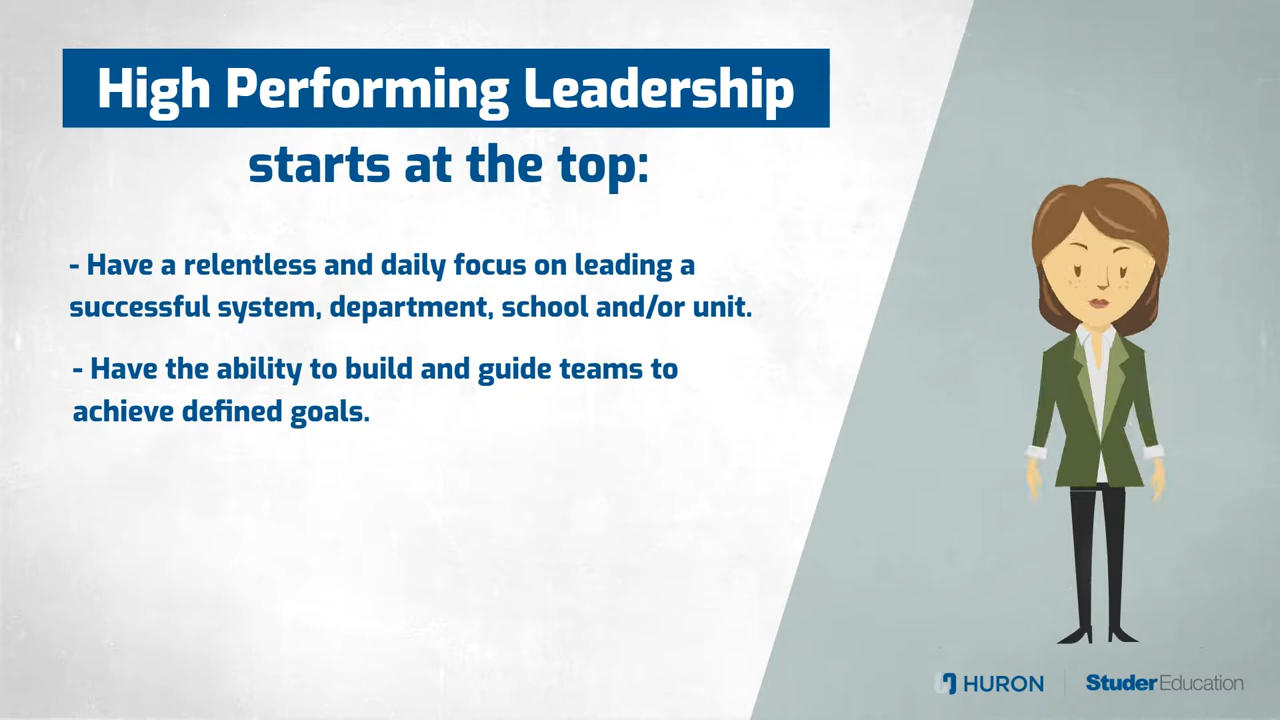 High Performing Leadership
starts at the top:
- Have a relentless and daily focus on leading a
successful system, department, school and/or unit.
- Have the ability to build and guide teams to
achieve defined goals.
HURON | StuderEducation